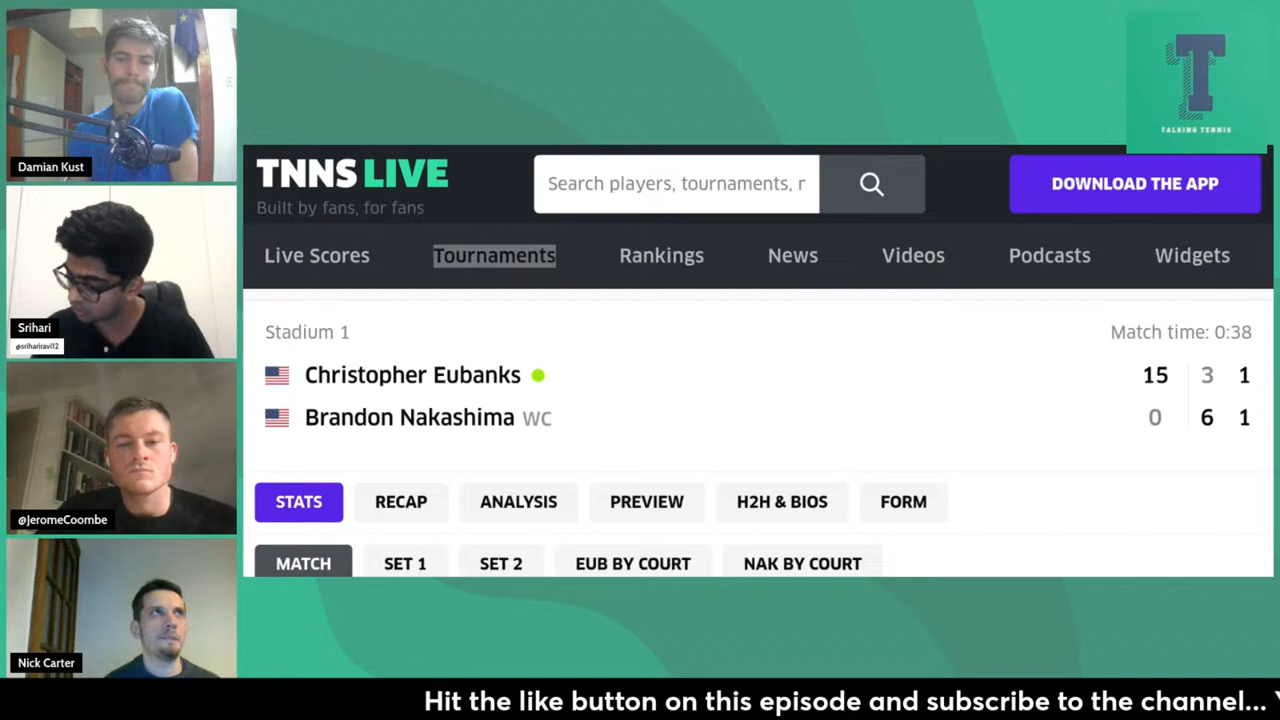 Damian Kust
Srihari
@srihariravi12
@JeromeCoombe
Nick Carter
T
TALKING TENNIS
TNNS LIVE
Built by fans, for fans
Search players, tournaments, r
DOWNLOAD THE APP
Live Scores Tournaments Rankings News Videos Podcasts Widgets
Stadium 1 Match time: 0:38
Christopher Eubanks 15 3 1
Brandon Nakashima WC 0 6 1
STATS RECAP ANALYSIS PREVIEW H2H & BIOS FORM
MATCH SET 1 SET 2 EUB BY COURT NAK BY COURT
Hit the like button on this episode and subscribe to the channel... Y